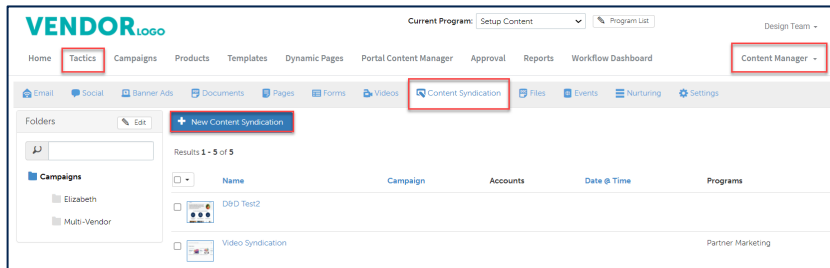 VENDOR LOGO
Current Program: Setup Content Program List
Design Team
Home Tactics Campaigns Products Templates Dynamic Pages Portal Content Manager Approval Reports Workflow Dashboard Content Manager
Email Social Banner Ads Documents Pages Forms Videos Content Syndication Files Events Nurturing Settings
Folders Edit
+ New Content Syndication
Results 1 - 5 of 5
Campaigns
Name Campaign Accounts Date @ Time Programs
Elizabeth
D&D Test2
Multi-Vendor
Video Syndication Partner Marketing